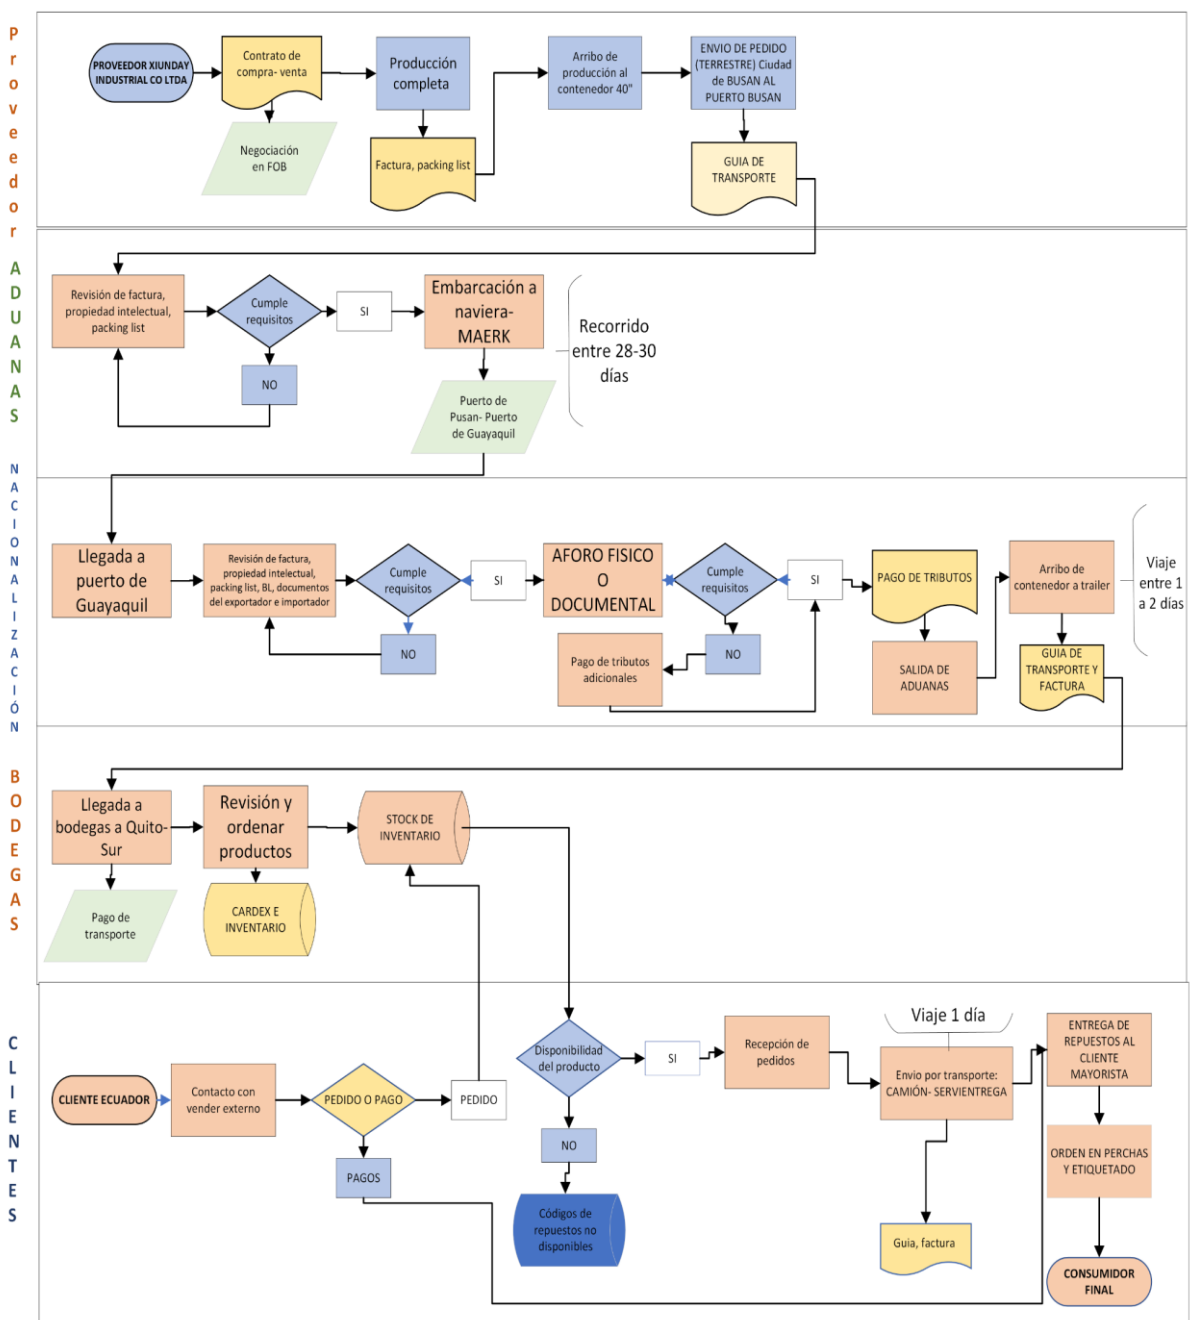 Proveedor
PROVEEDOR XIUNDAY
INDUSTRIAL CO LTDA
Contrato de
compra- venta
Negociación
en FOB
Producción
completa
Factura, packing list
Arribo de
producción al
contenedor 40"
ENVIO DE PEDIDO
(TERRESTRE) Ciudad
de BUSAN AL
PUERTO BUSAN
GUIA DE
TRANSPORTE
ADUANAS
Revisión de factura,
propiedad intelectual,
packing list
Cumple
requisitos
SI
NO
Embarcación a
naviera-
MAERK
Puerto de
Pusan- Puerto
de Guayaquil
Recorrido
entre 28-30
días
NACIONALIZACIÓN
Llegada a
puerto de
Guayaquil
Revisión de factura,
propiedad intelectual,
packing list, BL, documentos
del exportador e importador
Cumple
requisitos
NO
SI
AFORO FISICO
O
DOCUMENTAL
Cumple
requisitos
NO
Pago de tributos
adicionales
SI
PAGO DE TRIBUTOS
SALIDA DE
ADUANAS
Arribo de
contenedor a trailer
GUIA DE
TRANSPORTE Y
FACTURA
Viaje
entre 1
a 2 días
BODEGAS
Llegada a
bodegas a Quito-
Sur
Pago de
transporte
Revisión y
ordenar
productos
CARDEX E
INVENTARIO
STOCK DE
INVENTARIO
CLIENTES
CLIENTE ECUADOR
Contacto con
vender externo
PEDIDO O PAGO
PEDIDO
PAGOS
Disponibilidad
del producto
SI
NO
Códigos de
repuestos no
disponibles
Recepción de
pedidos
Viaje 1 día
Envio por transporte:
CAMIÓN- SERVIENTREGA
Guia, factura
ENTREGA DE
REPUESTOS AL
CLIENTE
MAYORISTA
ORDEN EN PERCHAS
Y ETIQUETADO
CONSUMIDOR
FINAL